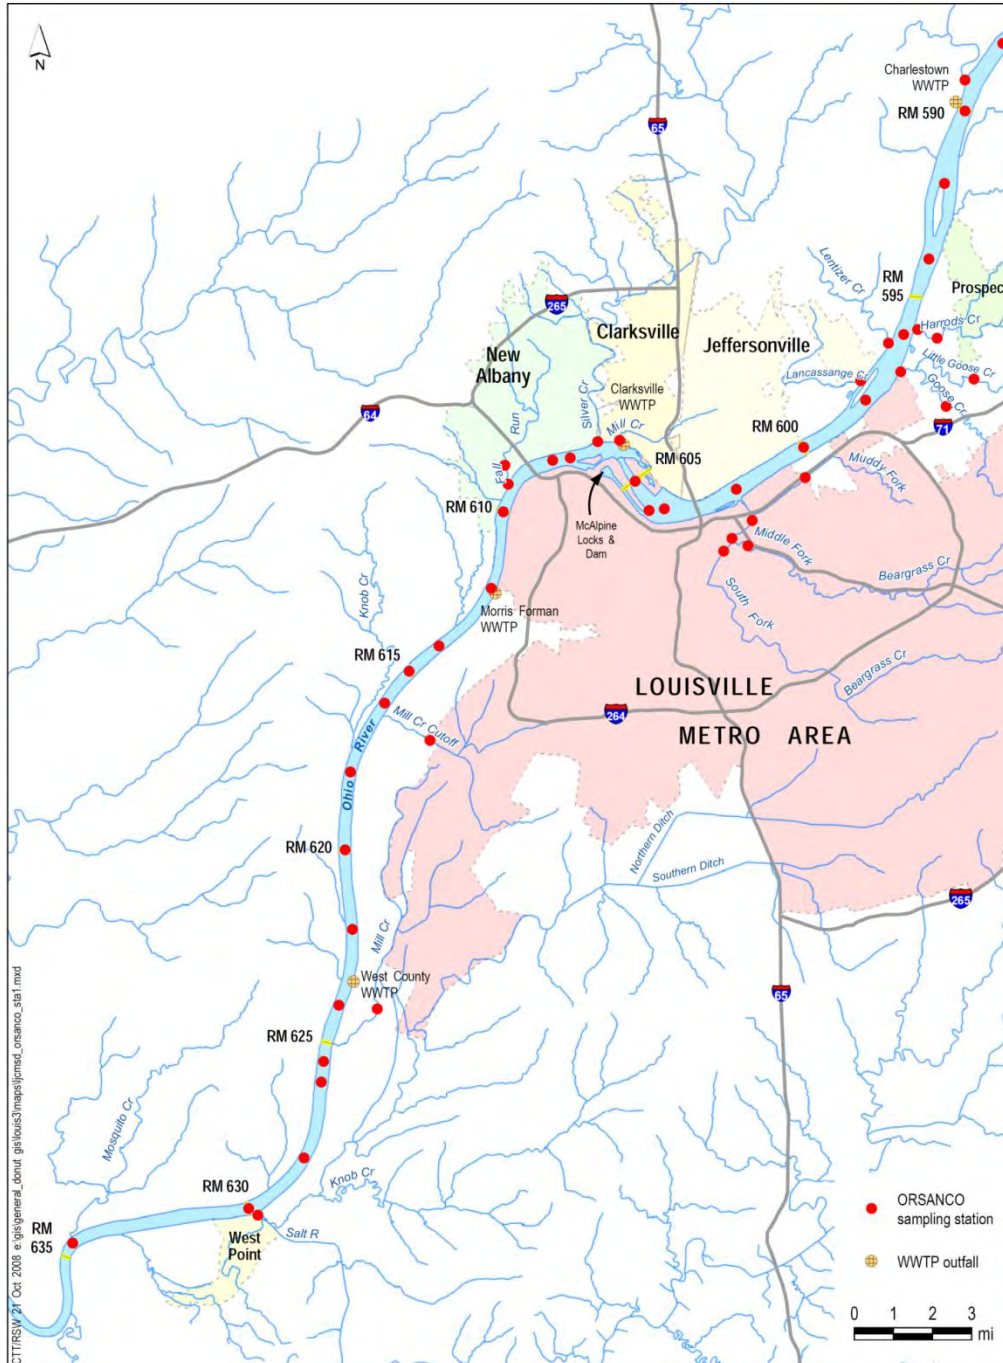 N
Charlestown
WWTP
RM 590
65
Lentizer Cr
RM
595
Prospec
Harrods Cr
265
Clarksville
Jeffersonville
New
Albany
Little Goose Cr
Lancassange Cr
Goose Cr
Clarksville
WWTP
Silver Cr
Mill Cr
Run
Fall
64
71
RM 600
RM 605
Muddy Fork
RM 610
McAlpine
Locks &
Dam
Middle Fork
Beargrass Cr
South Fork
Knob Cr
Morris Forman
WWTP
RM 615
Beargrass Cr
LOUISVILLE
264
METRO AREA
Mill Cr Cutoff
Ohio River
RM 620
Northern Ditch
Southern Ditch
265
Mill Cr
West County
WWTP
65
RM 625
Mosquito Cr
Knob Cr
RM 630
Salt R
West
Point
RM
635
ORSANCO
sampling station
WWTP outfall
0 1 2 3
mi
CTT/RSW 21 Oct 2008 e:\gis\general_donut gis\louis3\maps\ljcmsd_orsanco_sta1.mxd